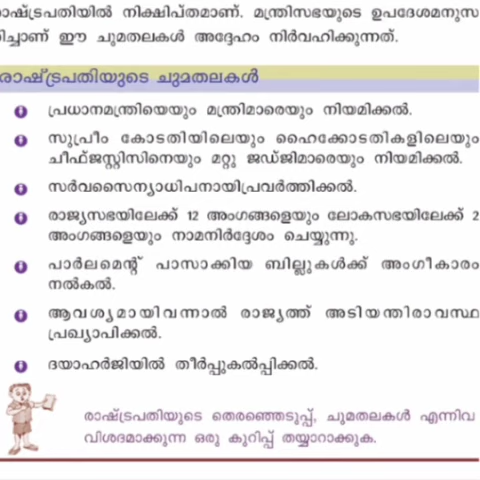 രാഷ്ട്രപതിയിൽ നിക്ഷിപ്തമാണ്. മന്ത്രിസഭയുടെ ഉപദേശമനുസ
ിച്ചാണ് ഈ ചുമതലകൾ അദ്ദേഹം നിർവഹിക്കുന്നത്.
രാഷ്ട്രപതിയുടെ ചുമതലകൾ
പ്രധാനമന്ത്രിയെയും മന്ത്രിമാരെയും നിയമിക്കൽ.
സുപ്രീം കോടതിയിലെയും ഹൈക്കോടതികളിലെയും
ചീഫ്ജസ്റ്റിസിനെയും മറ്റു ജഡ്ജിമാരെയും നിയമിക്കൽ.
സർവസൈന്യാധിപനായിപ്രവർത്തിക്കൽ.
രാജ്യസഭയിലേക്ക് 12 അംഗങ്ങളെയും ലോകസഭയിലേക്ക് 2
അംഗങ്ങളെയും നാമനിർദ്ദേശം ചെയ്യുന്നു.
പാർലമെന്റ് പാസാക്കിയ ബില്ലുകൾക്ക് അംഗീകാരം
നൽകൽ.
ആവശ്യമായിവന്നാൽ രാജ്യത്ത് അടിയന്തിരാവസ്ഥ
പ്രഖ്യാപിക്കൽ.
ദയാഹർജിയിൽ തീർപ്പുകൽപ്പിക്കൽ.
രാഷ്ട്രപതിയുടെ തെരഞ്ഞെടുപ്പ്, ചുമതലകൾ എന്നിവ
വിശദമാക്കുന്ന ഒരു കുറിപ്പ് തയ്യാറാക്കുക.